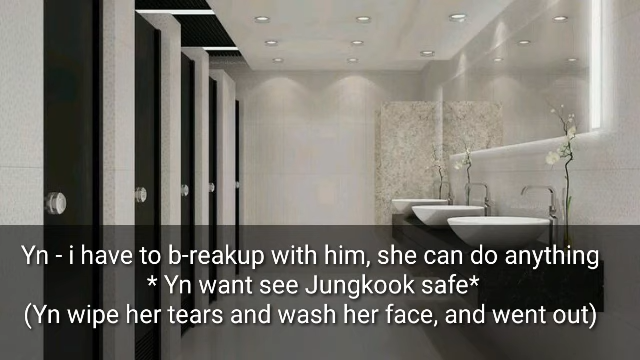 Yn - i have to b-reakup with him, she can do anything
* Yn want see Jungkook safe*
(Yn wipe her tears and wash her face, and went out)